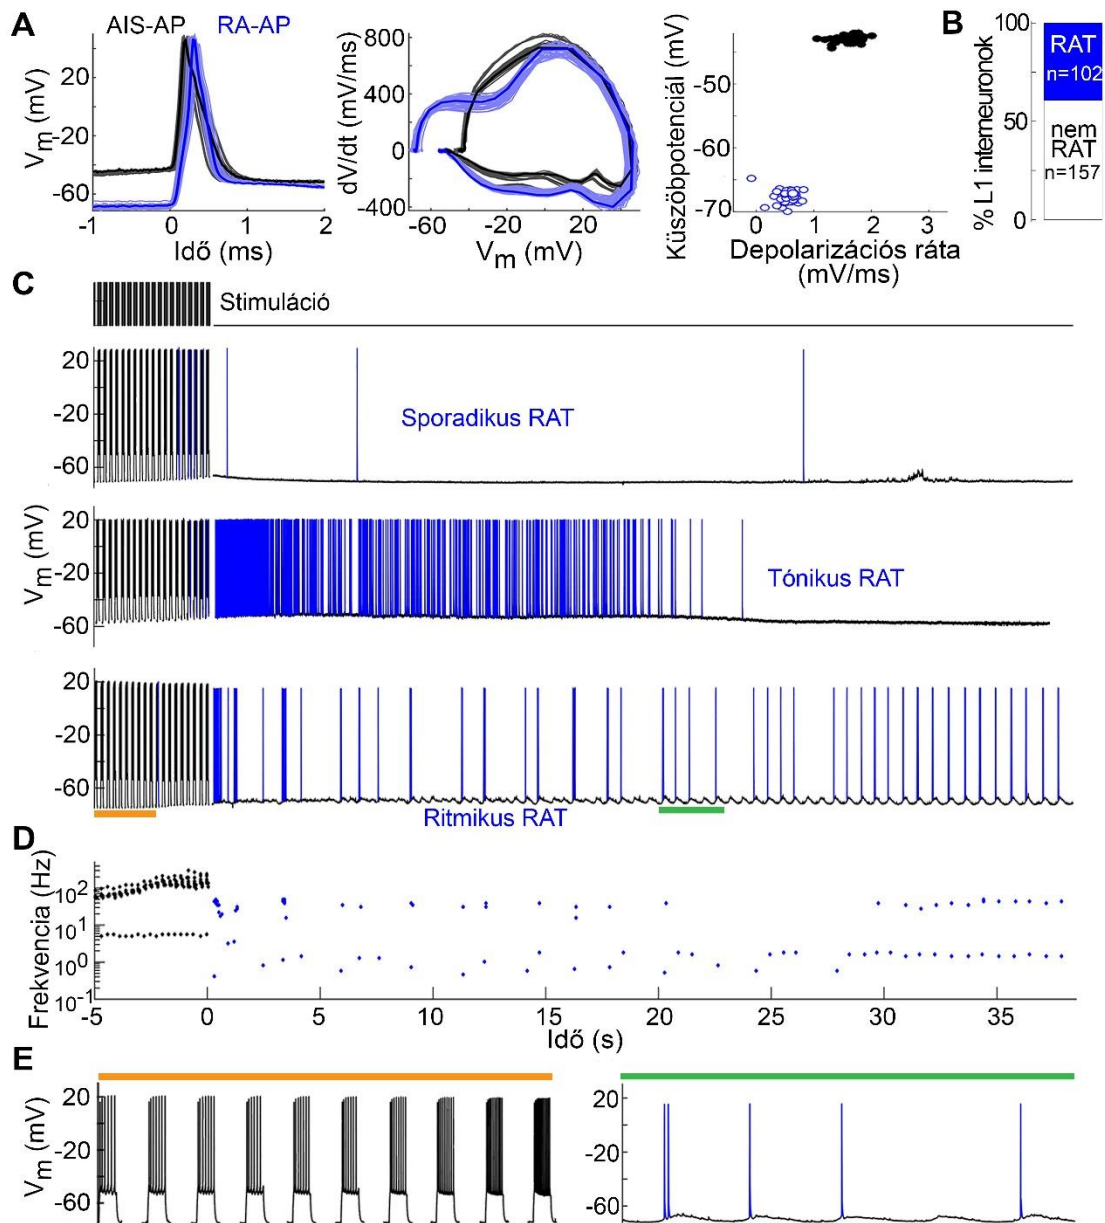 A
AIS-AP
RA-AP
20
-20
-60
Vm (mV)
-1
0
1
2
Idő (ms)
800
400
0
-400
dV/dt (mV/ms)
-60
-20
20
Vm (mV)
-50
-60
-70
Küszöbpotenciál (mV)
0
1
2
3
Depolarizációs ráta
(mV/ms)
B
100
50
0
% L1 interneuronok
RAT
n=102
nem
RAT
n=157
C
Stimuláció
20
-20
-60
Sporadikus RAT
20
-20
-60
Vm (mV)
Tónikus RAT
20
-20
-60
Ritmikus RAT
D
Frekvencia (Hz)
10²
10¹
10⁰
10⁻¹
-5
0
5
10
15
20
25
30
35
Idő (s)
E
20
-20
-60
Vm (mV)
20
-20
-60